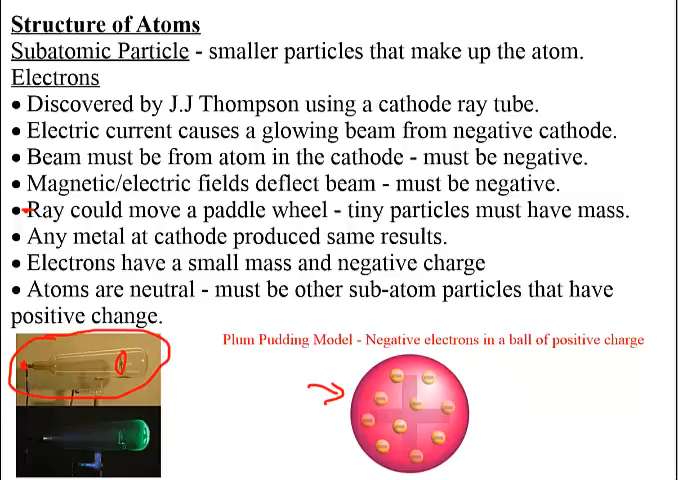 Structure of Atoms
Subatomic Particle - smaller particles that make up the atom.
Electrons
• Discovered by J.J Thompson using a cathode ray tube.
• Electric current causes a glowing beam from negative cathode.
• Beam must be from atom in the cathode - must be negative.
• Magnetic/electric fields deflect beam - must be negative.
• Ray could move a paddle wheel - tiny particles must have mass.
• Any metal at cathode produced same results.
• Electrons have a small mass and negative charge
• Atoms are neutral - must be other sub-atom particles that have
positive change.
Plum Pudding Model - Negative electrons in a ball of positive charge